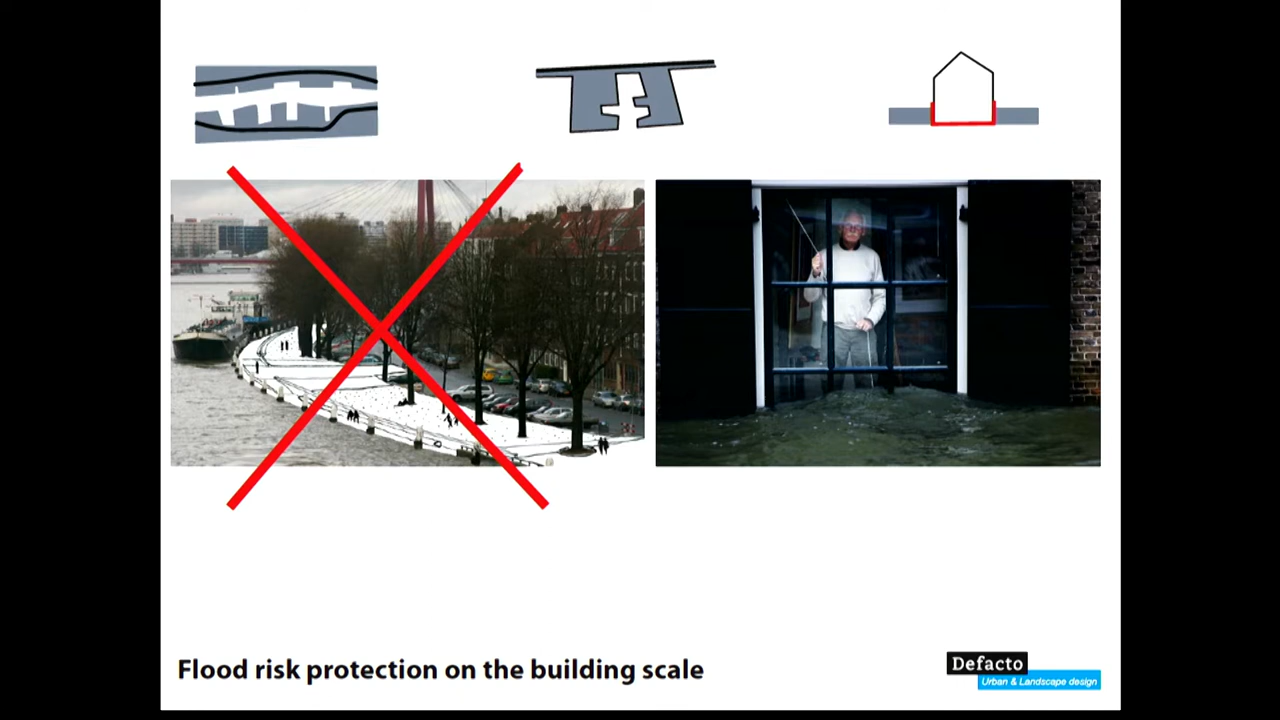 Flood risk protection on the building scale
Defacto
Urban & Landscape design